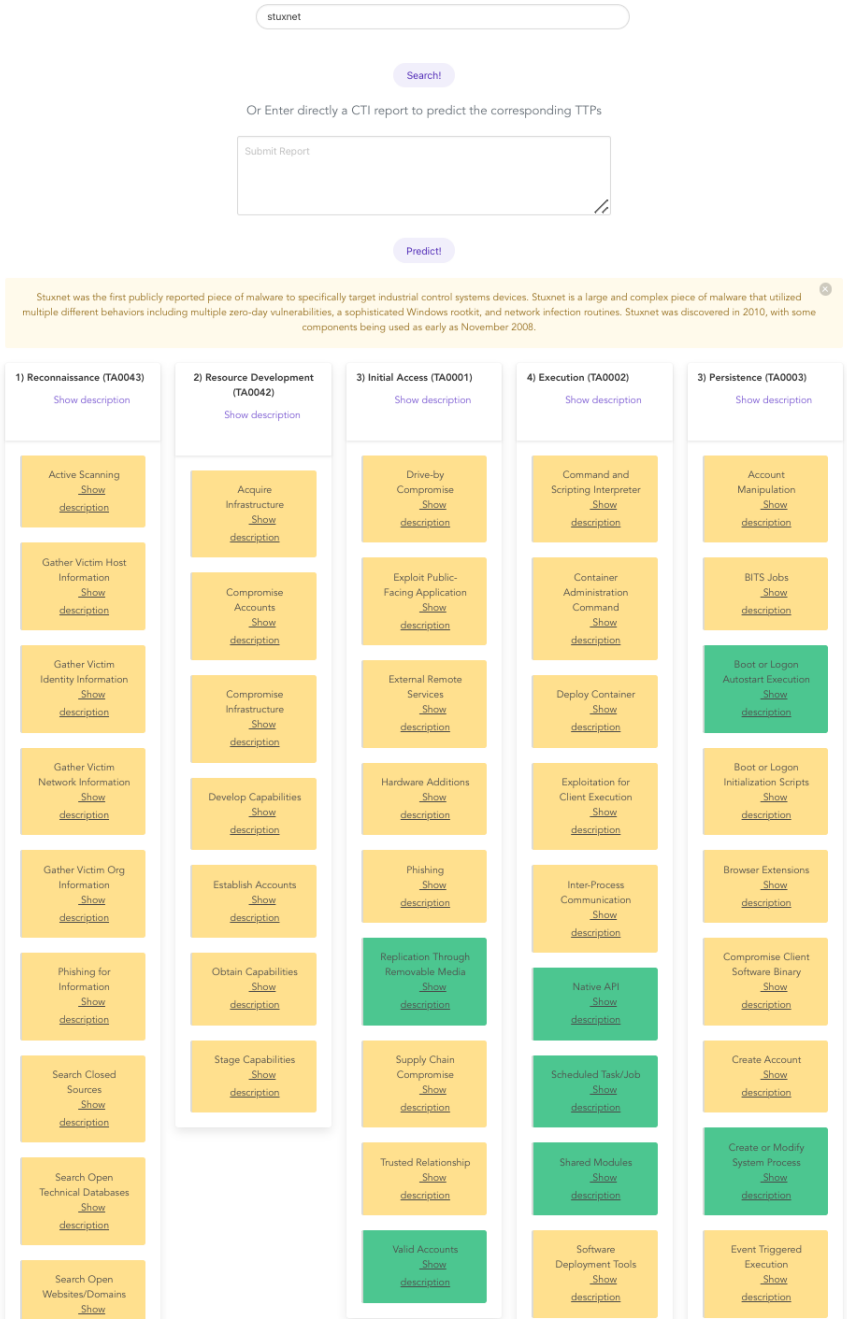 stuxnet
Search!
Or Enter directly a CTI report to predict the corresponding TTPs
Submit Report
Predict!
Stuxnet was the first publicly reported piece of malware to specifically target industrial control systems devices. Stuxnet is a large and complex piece of malware that utilized
multiple different behaviors including multiple zero-day vulnerabilities, a sophisticated Windows rootkit, and network infection routines. Stuxnet was discovered in 2010, with some
components being used as early as November 2008.
1) Reconnaissance (TA0043)
Show description
Active Scanning
Show
description
Gather Victim Host
Information
Show
description
Gather Victim
Identity Information
Show
description
Gather Victim
Network Information
Show
description
Gather Victim Org
Information
Show
description
Phishing for
Information
Show
description
Search Closed
Sources
Show
description
Search Open
Technical Databases
Show
description
Search Open
Websites/Domains
Show
2) Resource Development
(TA0042)
Show description
Acquire
Infrastructure
Show
description
Compromise
Accounts
Show
description
Compromise
Infrastructure
Show
description
Develop Capabilities
Show
description
Establish Accounts
Show
description
Obtain Capabilities
Show
description
Stage Capabilities
Show
description
3) Initial Access (TA0001)
Show description
Drive-by
Compromise
Show
description
Exploit Public-
Facing Application
Show
description
External Remote
Services
Show
description
Hardware Additions
Show
description
Phishing
Show
description
Replication Through
Removable Media
Show
description
Supply Chain
Compromise
Show
description
Trusted Relationship
Show
description
Valid Accounts
Show
description
4) Execution (TA0002)
Show description
Command and
Scripting Interpreter
Show
description
Container
Administration
Command
Show
description
Deploy Container
Show
description
Exploitation for
Client Execution
Show
description
Inter-Process
Communication
Show
description
Native API
Show
description
Scheduled Task/Job
Show
description
Shared Modules
Show
description
Software
Deployment Tools
Show
description
3) Persistence (TA0003)
Show description
Account
Manipulation
Show
description
BITS Jobs
Show
description
Boot or Logon
Autostart Execution
Show
description
Boot or Logon
Initialization Scripts
Show
description
Browser Extensions
Show
description
Compromise Client
Software Binary
Show
description
Create Account
Show
description
Create or Modify
System Process
Show
description
Event Triggered
Execution
Show
description